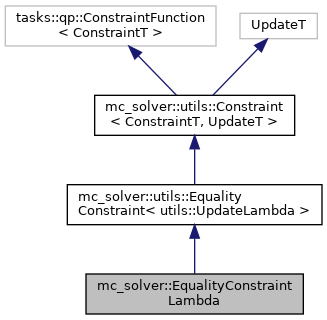 tasks::qp::ConstraintFunction
< ConstraintT >
UpdateT
mc_solver::utils::Constraint
< ConstraintT, UpdateT >
mc_solver::utils::Equality
Constraint< utils::UpdateLambda >
mc_solver::EqualityConstraint
Lambda